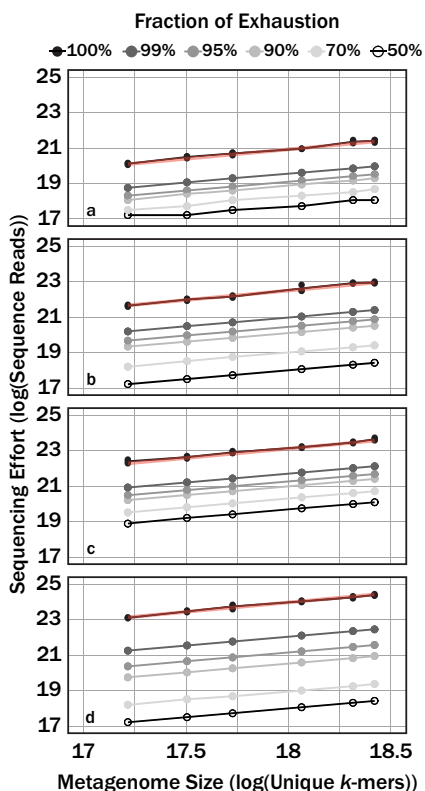 Fraction of Exhaustion
100% 99% 95% 90% 70% 50%
Sequencing Effort (log(Sequence Reads))
25
23
21
19
17
a
25
23
21
19
17
b
25
23
21
19
17
c
25
23
21
19
17
d
17 17.5 18 18.5
Metagenome Size (log(Unique k-mers))